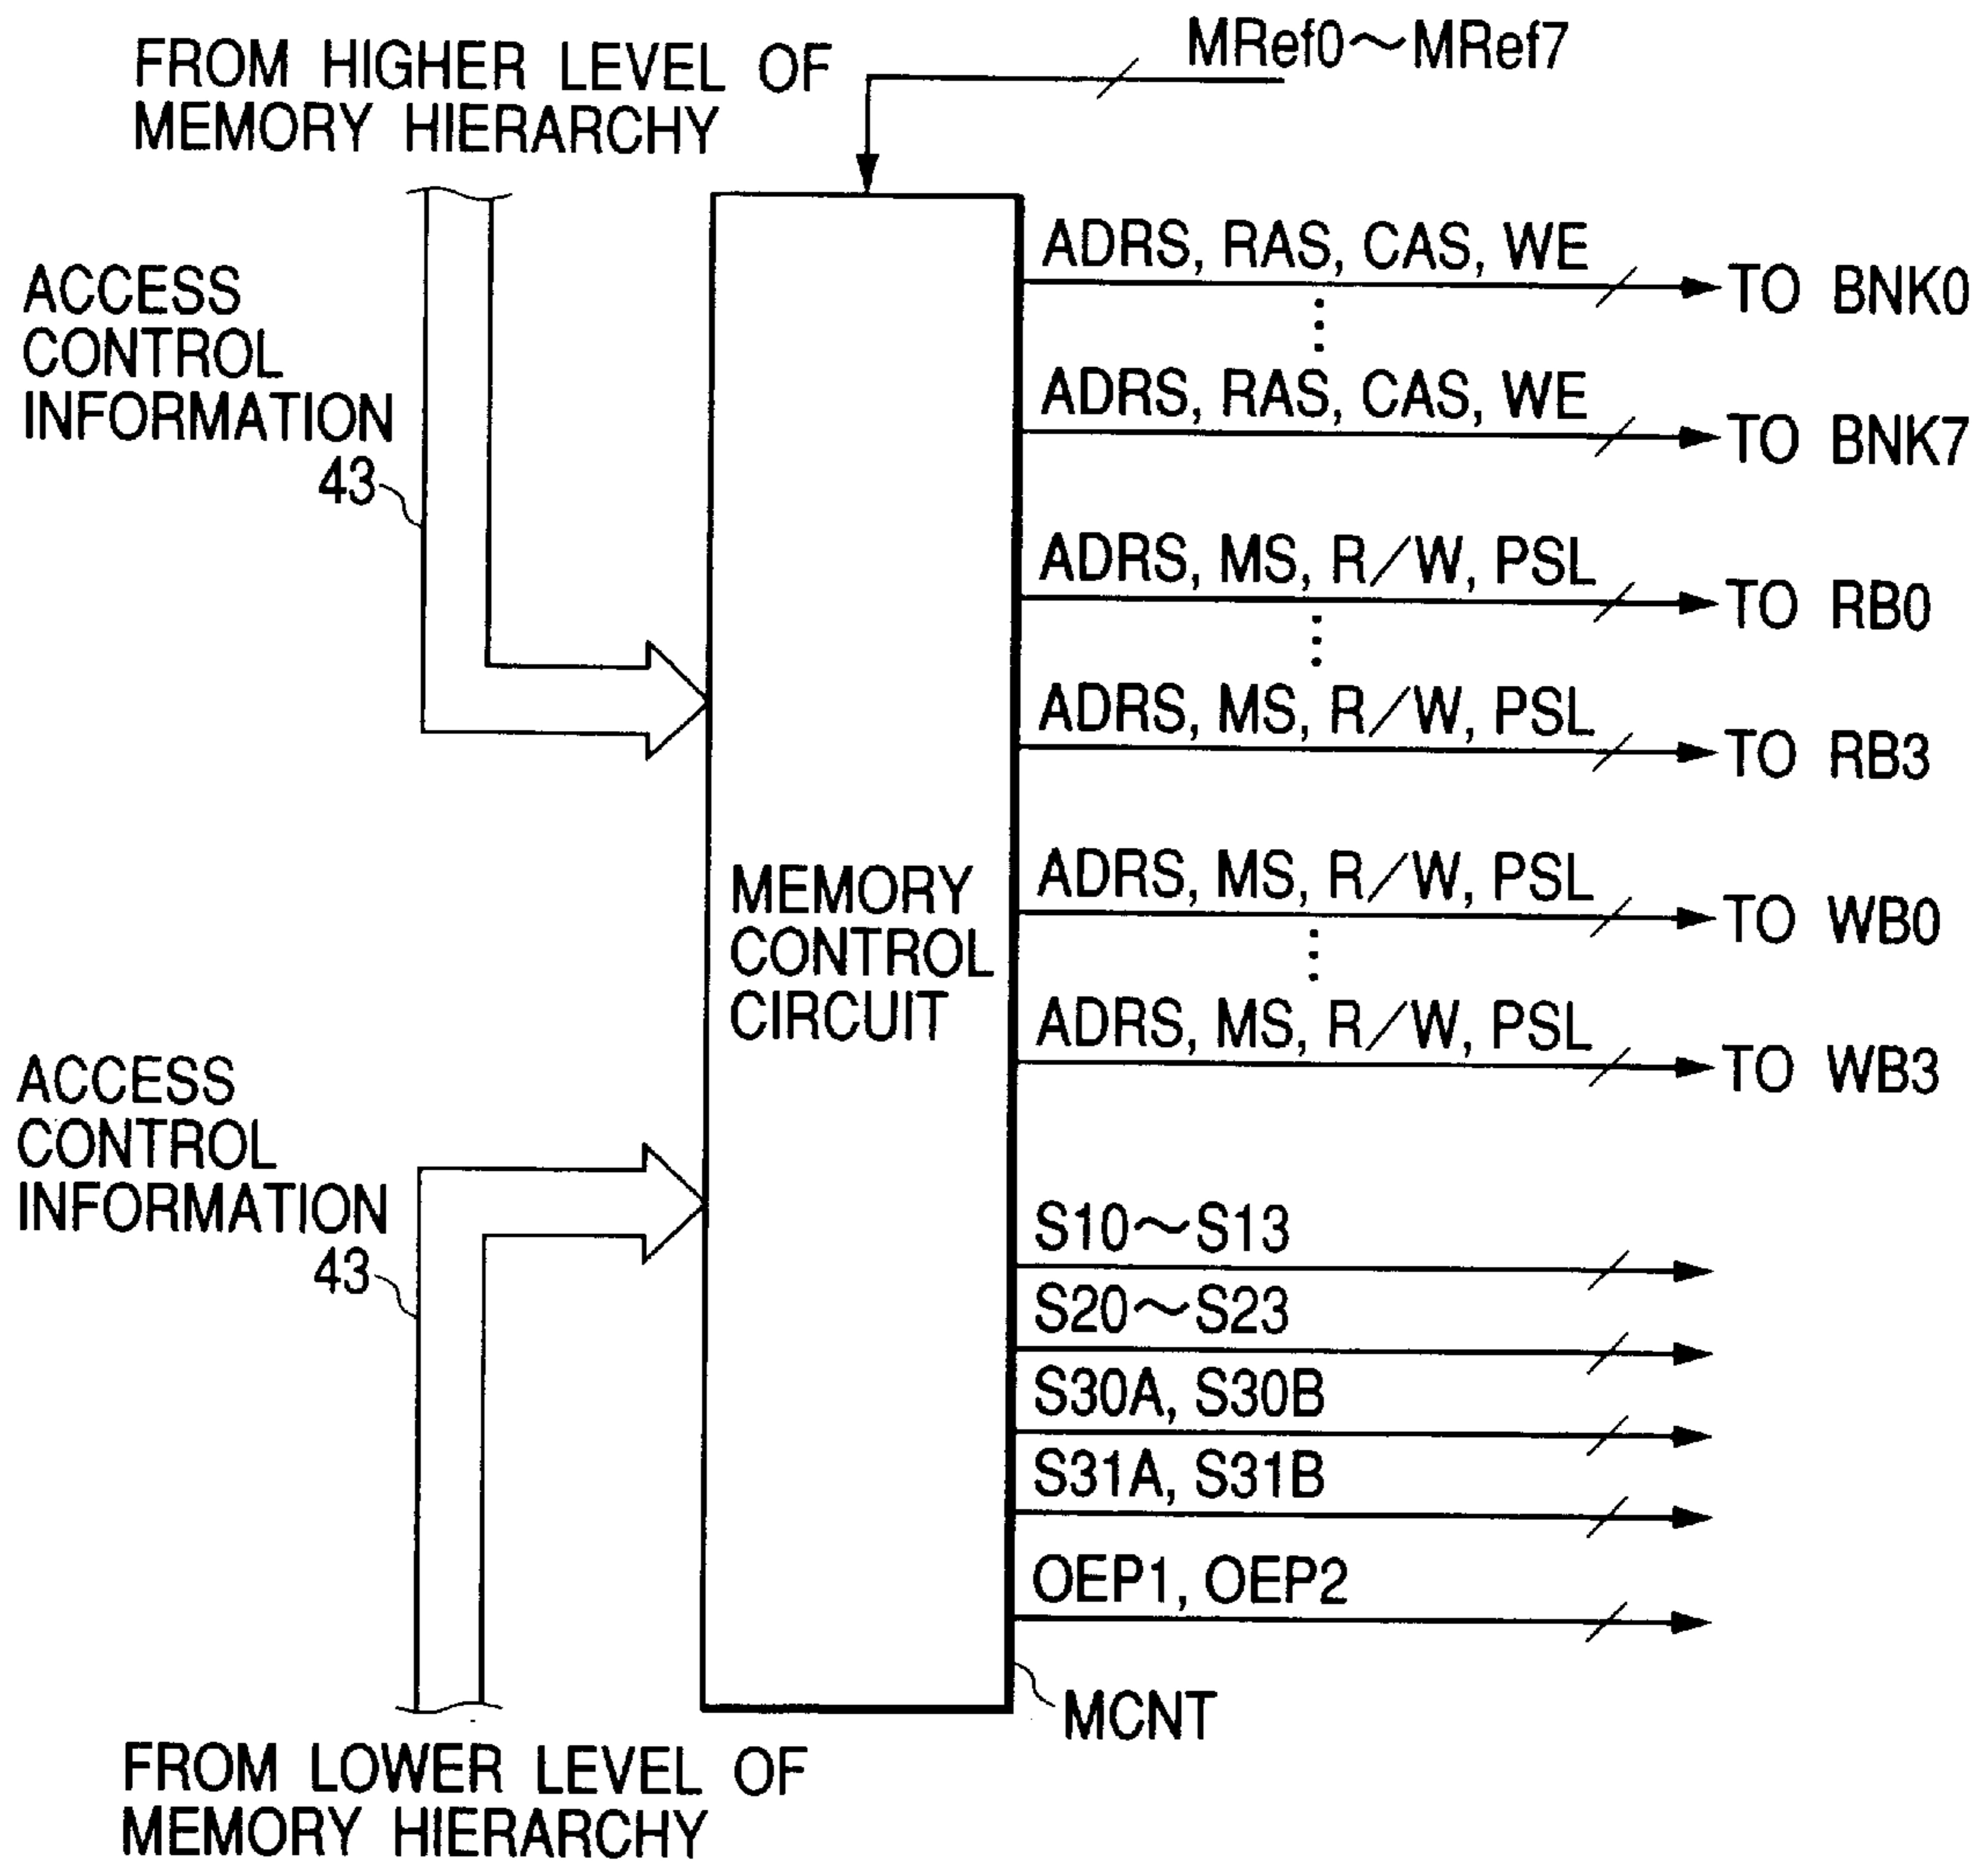 FROM HIGHER LEVEL OF
MEMORY HIERARCHY
MRef0~MRef7
ACCESS
CONTROL
INFORMATION
43
ADRS, RAS, CAS, WE
TO BNK0
ADRS, RAS, CAS, WE
TO BNK7
ADRS, MS, R/W, PSL
TO RB0
ADRS, MS, R/W, PSL
TO RB3
MEMORY
CONTROL
CIRCUIT
ADRS, MS, R/W, PSL
TO WB0
ADRS, MS, R/W, PSL
TO WB3
ACCESS
CONTROL
INFORMATION
43
S10~S13
S20~S23
S30A, S30B
S31A, S31B
OEP1, OEP2
MCNT
FROM LOWER LEVEL OF
MEMORY HIERARCHY